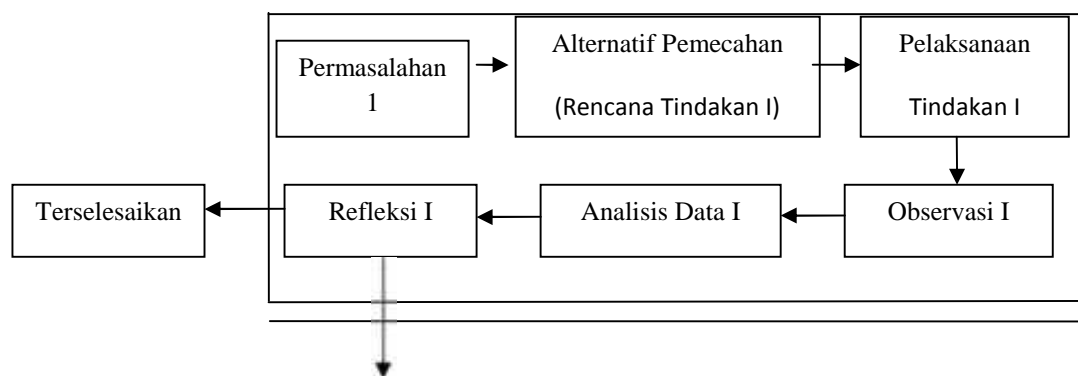 Permasalahan
1
Alternatif Pemecahan
(Rencana Tindakan I)
Pelaksanaan
Tindakan I
Terselesaikan
Refleksi I
Analisis Data I
Observasi I